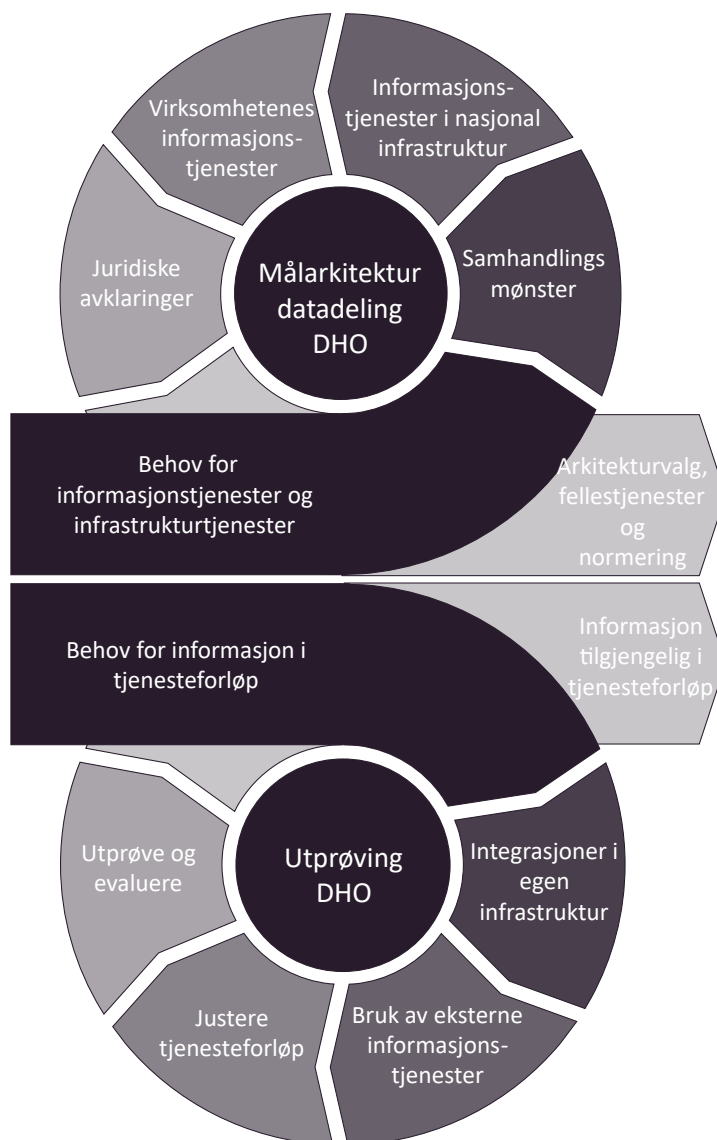 Virksomhetenes
informasjons-
tjenester
Informasjons-
tjenester i nasjonal
infrastruktur
Juridiske
avklaringer
Målarkitektur
datadeling
DHO
Samhandlings
mønster
Behov for
informasjonstjenester og
infrastrukturtjenester
Arkitekturvalg,
fellestjenester
og
normering
Behov for informasjon i
tjenesteforløp
Informasjon
tilgjengelig i
tjenesteforløp
Utprøve og
evaluere
Utprøving
DHO
Integrasjoner i
egen
infrastruktur
Justere
tjenesteforløp
Bruk av eksterne
informasjons-
tjenester